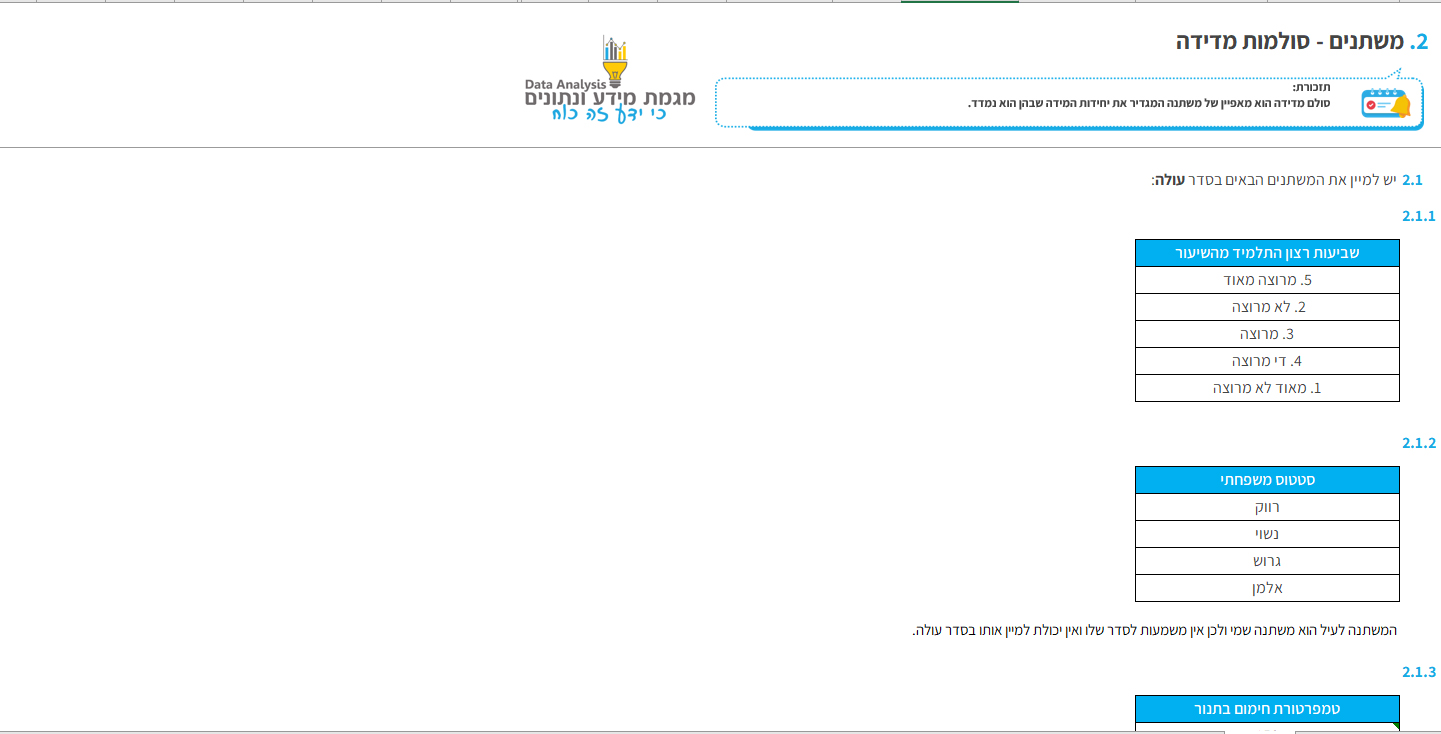 2. משתנים - סולמות מדידה
תזכורת:
סולם מדידה הוא מאפיין של משתנה המגדיר את יחידות המידה שבהן הוא נמדד.
Data Analysis
מגמת מידע ונתונים
כי ידע זה כוח
2.1 יש למיין את המשתנים הבאים בסדר עולה:
2.1.1
שביעות רצון התלמיד מהשיעור
5. מרוצה מאוד
2. לא מרוצה
3. מרוצה
4. די מרוצה
1. מאוד לא מרוצה
2.1.2
סטטוס משפחתי
רווק
נשוי
גרוש
אלמן
המשתנה לעיל הוא משתנה שמי ולכן אין משמעות לסדר שלו ואין יכולת למיין אותו בסדר עולה.
2.1.3
טמפרטורת חימום בתנור